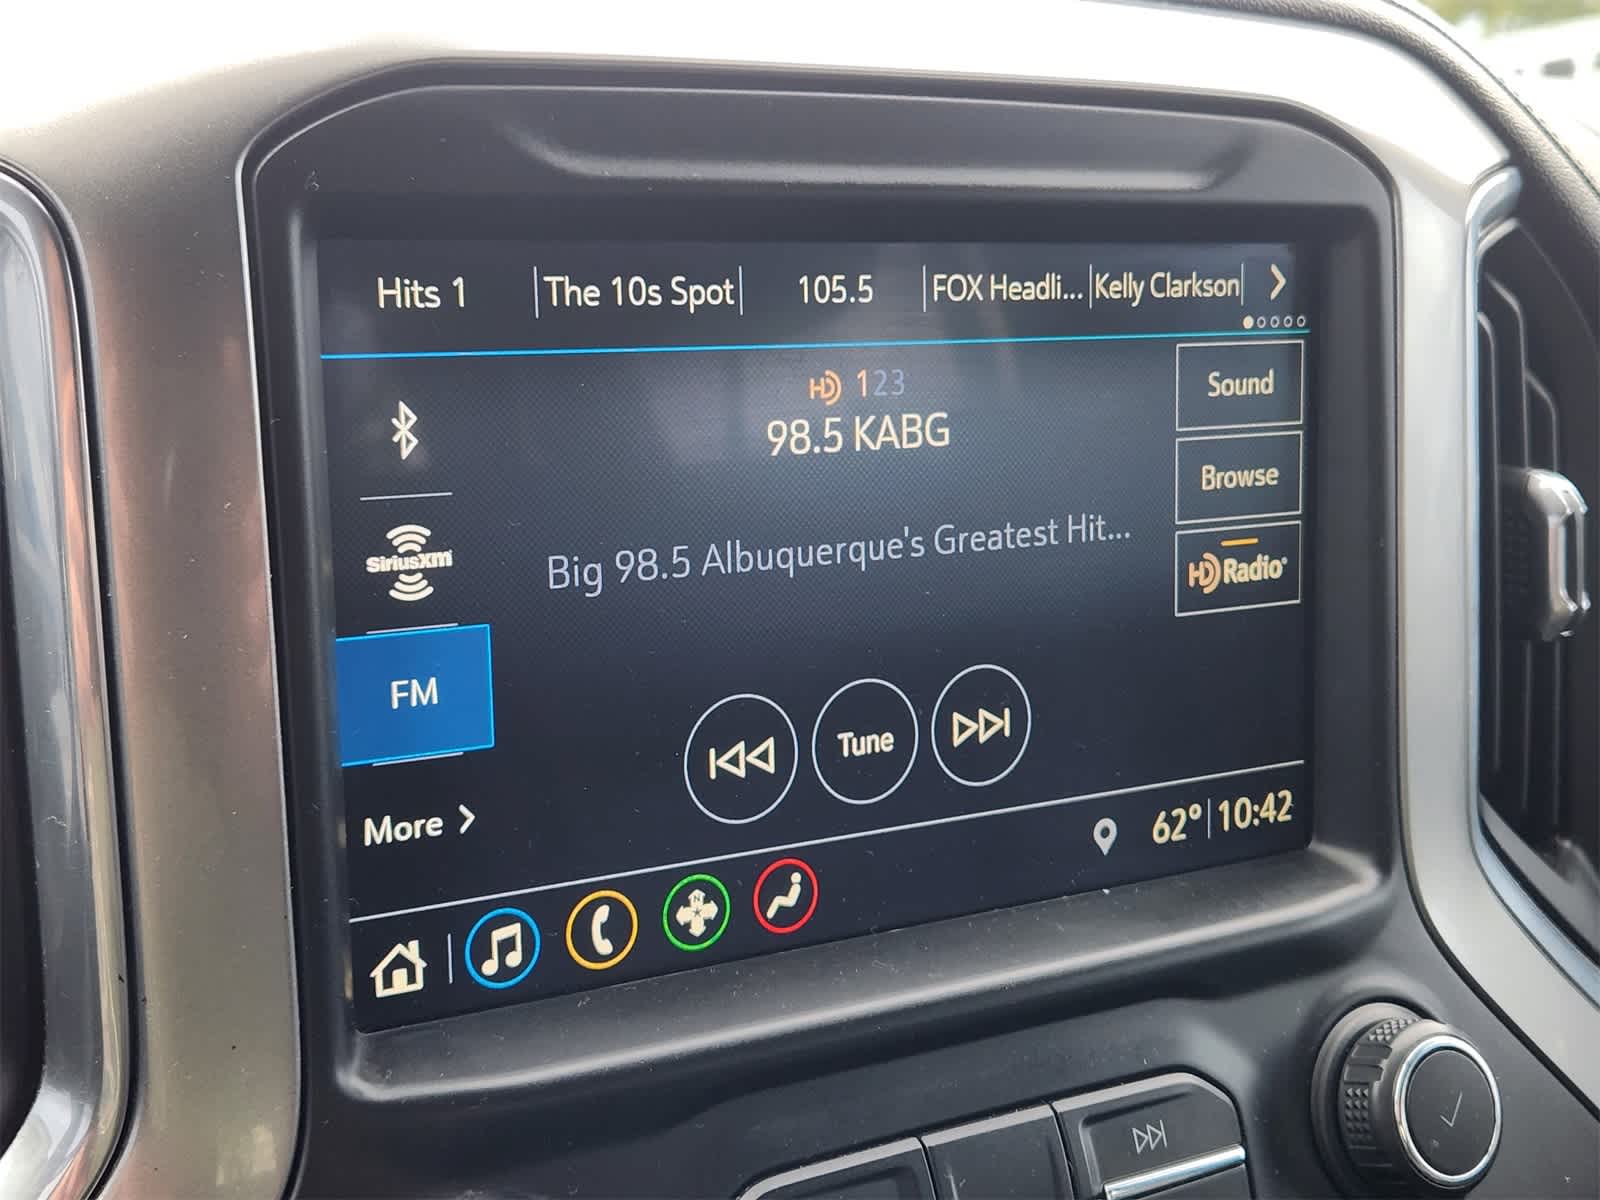 Hits 1 The 10s Spot 105.5 FOX Headli... Kelly Clarkson
HD 123
98.5 KABG
Big 98.5 Albuquerque's Greatest Hit...
Sound
Browse
HD Radio
SiriusXM
FM
More
Tune
62° 10:42
N